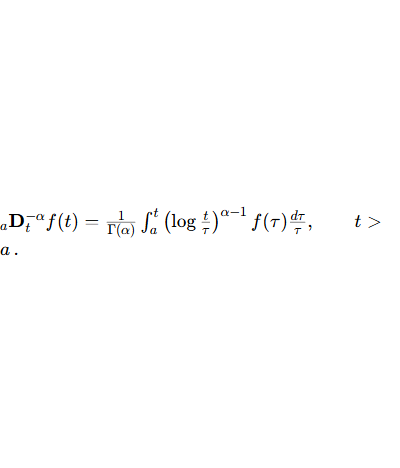 $_a\mathbf{D}_t^{-\alpha} f(t) = \frac{1}{\Gamma(\alpha)} \int_a^t \left(\log \frac{t}{\tau}\right)^{\alpha-1} f(\tau) \frac{d\tau}{\tau}, \qquad t >$
$a\,.$